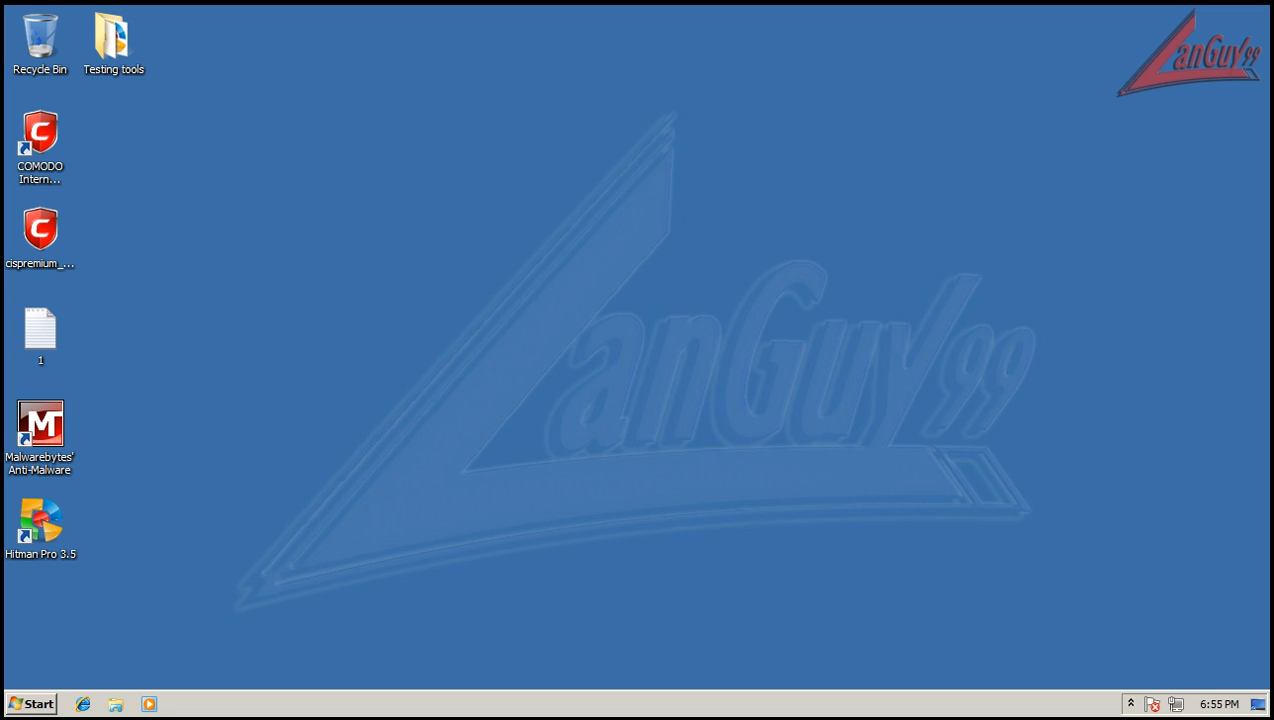 Recycle Bin
Testing tools
COMODO
Intern...
cispremium_...
1
Malwarebytes'
Anti-Malware
Hitman Pro 3.5
LanGuy99
LanGuy99
Start
6:55 PM